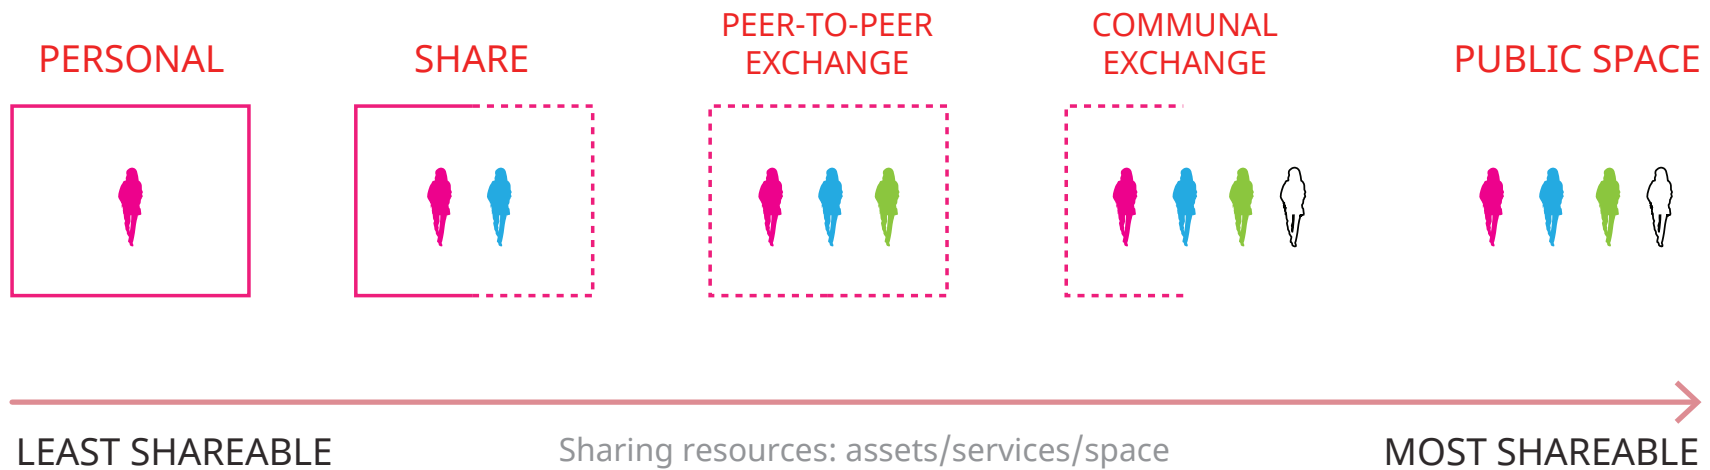 PERSONAL
SHARE
PEER-TO-PEER
EXCHANGE
COMMUNAL
EXCHANGE
PUBLIC SPACE
LEAST SHAREABLE
Sharing resources: assets/services/space
MOST SHAREABLE